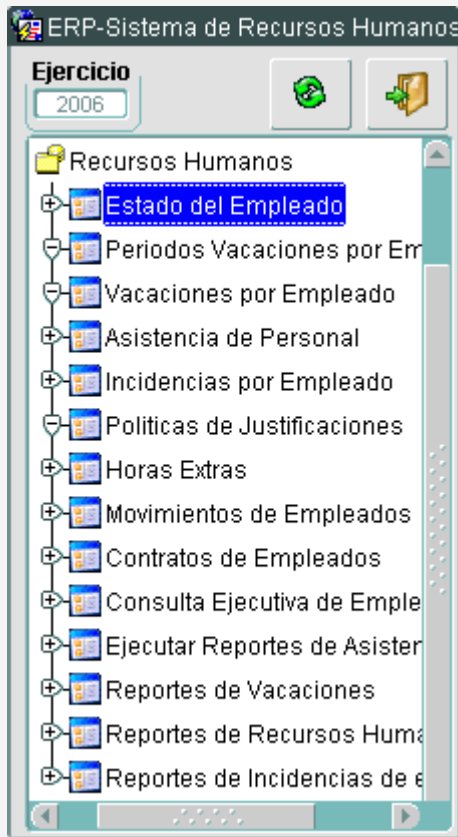 ERP-Sistema de Recursos Humanos
Ejercicio
2006
Recursos Humanos
Estado del Empleado
Periodos Vacaciones por Em
Vacaciones por Empleado
Asistencia de Personal
Incidencias por Empleado
Politicas de Justificaciones
Horas Extras
Movimientos de Empleados
Contratos de Empleados
Consulta Ejecutiva de Emple
Ejecutar Reportes de Asister
Reportes de Vacaciones
Reportes de Recursos Huma
Reportes de Incidencias de e